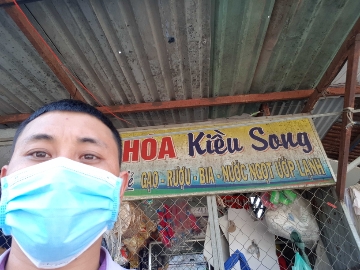 HOA Kiều Song
GẠO - RƯỢU - BIA - NƯỚC NGỌT ƯỚP LẠNH